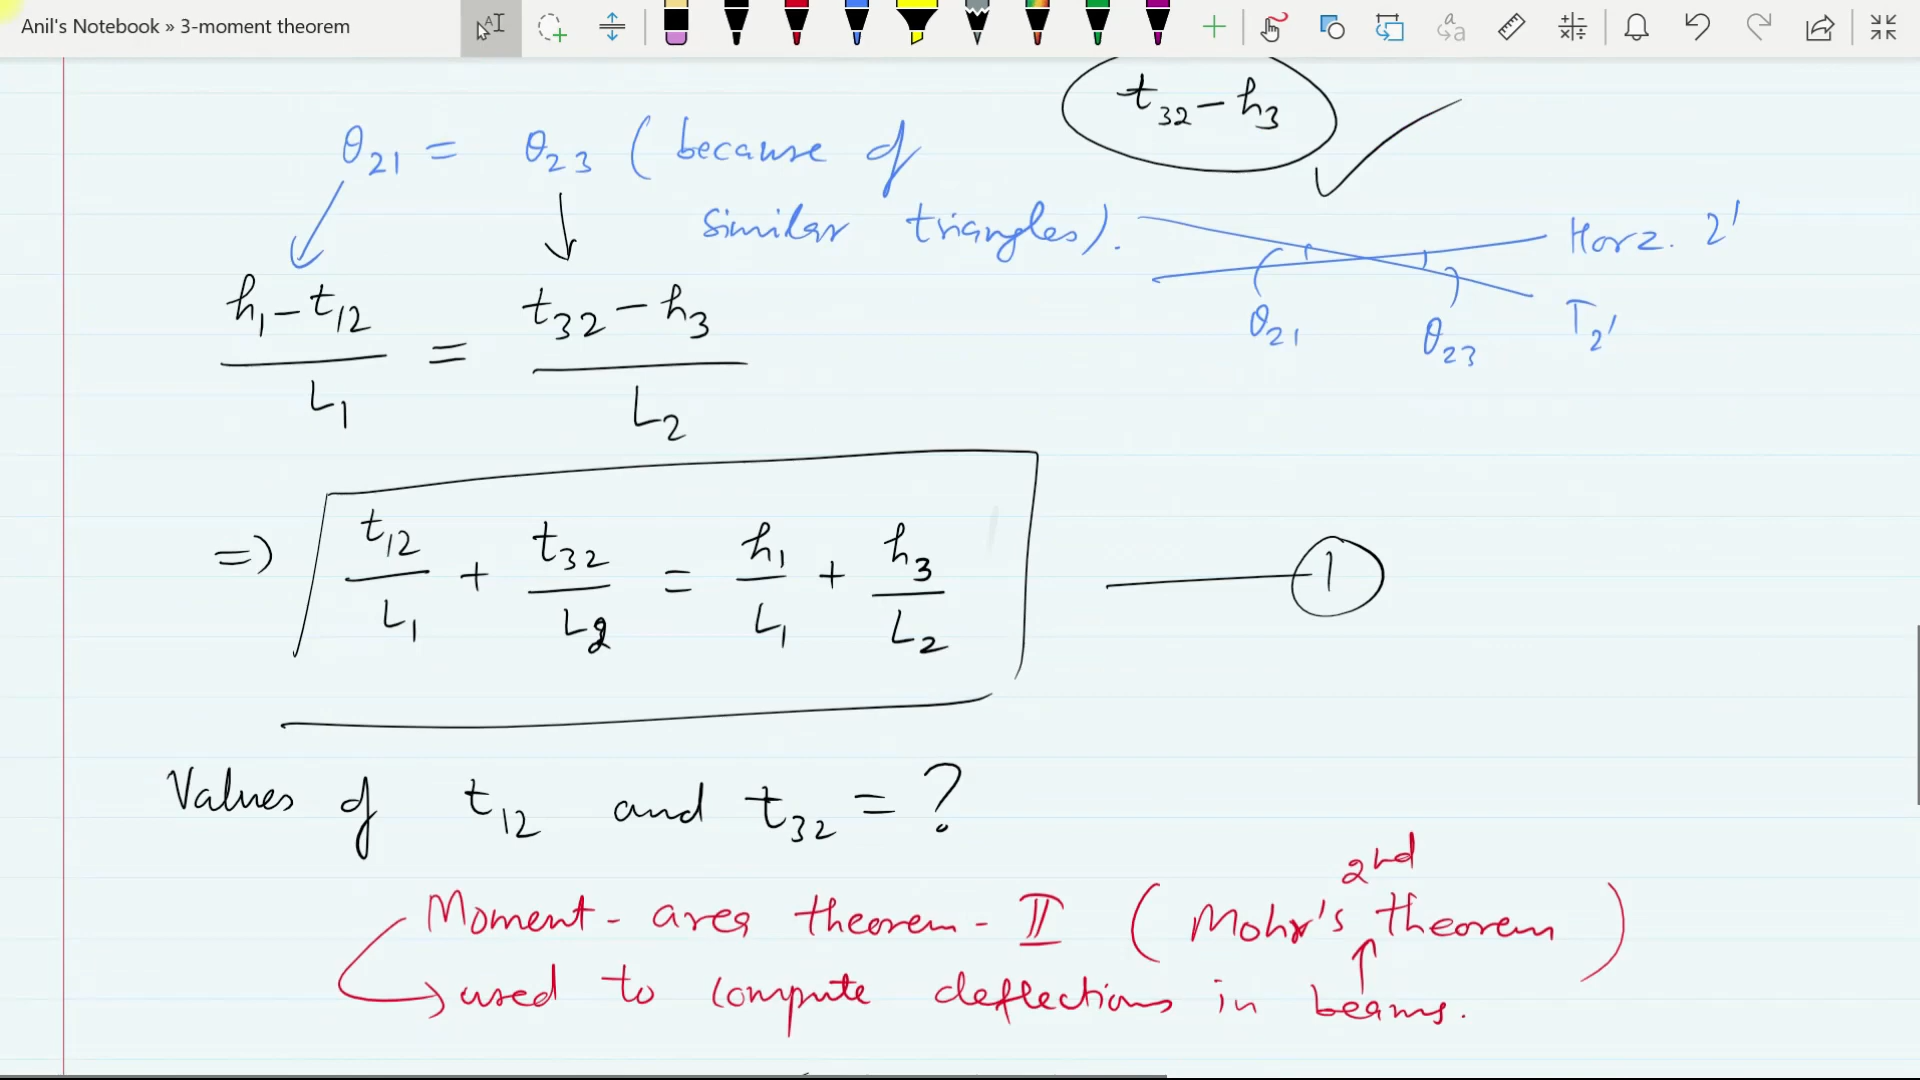 Anil's Notebook » 3-moment theorem
t₃₂ - h₃
θ₂₁ = θ₂₃ (because of
similar triangles).
Horz. 2'
T₂'
θ₂₁
θ₂₃
(h₁ - t₁₂)/L₁ = (t₃₂ - h₃)/L₂
=> t₁₂/L₁ + t₃₂/L₂ = h₁/L₁ + h₃/L₂ — ①
Values of t₁₂ and t₃₂ = ?
2nd
Moment-area theorem-II (Mohr's theorem)
used to compute deflections in beams.